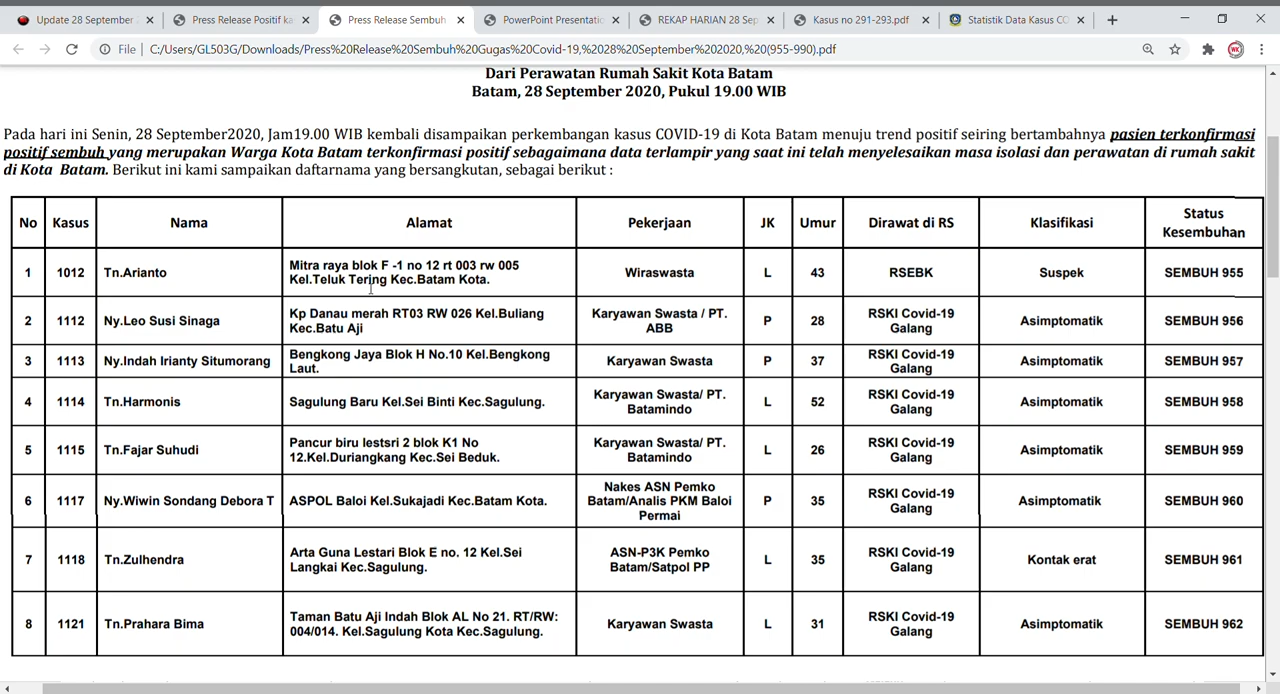 Update 28 September
Press Release Positif ka
Press Release Sembuh
PowerPoint Presentatio
REKAP HARIAN 28 Sep
Kasus no 291-293.pdf
Statistik Data Kasus CO
File
C:/Users/GL503G/Downloads/Press%20Release%20Sembuh%20Gugas%20Covid-19,%2028%20September%202020,%20(955-990).pdf
Dari Perawatan Rumah Sakit Kota Batam
Batam, 28 September 2020, Pukul 19.00 WIB
Pada hari ini Senin, 28 September2020, Jam19.00 WIB kembali disampaikan perkembangan kasus COVID-19 di Kota Batam menuju trend positif seiring bertambahnya pasien terkonfirmasi
positif sembuh yang merupakan Warga Kota Batam terkonfirmasi positif sebagaimana data terlampir yang saat ini telah menyelesaikan masa isolasi dan perawatan di rumah sakit
di Kota Batam. Berikut ini kami sampaikan daftarnama yang bersangkutan, sebagai berikut :
No Kasus Nama Alamat Pekerjaan JK Umur Dirawat di RS Klasifikasi Status
Kesembuhan
1 1012 Tn.Arianto Mitra raya blok F -1 no 12 rt 003 rw 005
Kel.Teluk Tering Kec.Batam Kota. Wiraswasta L 43 RSEBK Suspek SEMBUH 955
2 1112 Ny.Leo Susi Sinaga Kp Danau merah RT03 RW 026 Kel.Buliang
Kec.Batu Aji Karyawan Swasta / PT.
ABB P 28 RSKI Covid-19
Galang Asimptomatik SEMBUH 956
3 1113 Ny.Indah Irianty Situmorang Bengkong Jaya Blok H No.10 Kel.Bengkong
Laut. Karyawan Swasta P 37 RSKI Covid-19
Galang Asimptomatik SEMBUH 957
4 1114 Tn.Harmonis Sagulung Baru Kel.Sei Binti Kec.Sagulung. Karyawan Swasta/ PT.
Batamindo L 52 RSKI Covid-19
Galang Asimptomatik SEMBUH 958
5 1115 Tn.Fajar Suhudi Pancur biru lestsri 2 blok K1 No
12.Kel.Duriangkang Kec.Sei Beduk. Karyawan Swasta/ PT.
Batamindo L 26 RSKI Covid-19
Galang Asimptomatik SEMBUH 959
6 1117 Ny.Wiwin Sondang Debora T ASPOL Baloi Kel.Sukajadi Kec.Batam Kota. Nakes ASN Pemko
Batam/Analis PKM Baloi
Permai P 35 RSKI Covid-19
Galang Asimptomatik SEMBUH 960
7 1118 Tn.Zulhendra Arta Guna Lestari Blok E no. 12 Kel.Sei
Langkai Kec.Sagulung. ASN-P3K Pemko
Batam/Satpol PP L 35 RSKI Covid-19
Galang Kontak erat SEMBUH 961
8 1121 Tn.Prahara Bima Taman Batu Aji Indah Blok AL No 21. RT/RW:
004/014. Kel.Sagulung Kota Kec.Sagulung. Karyawan Swasta L 31 RSKI Covid-19
Galang Asimptomatik SEMBUH 962